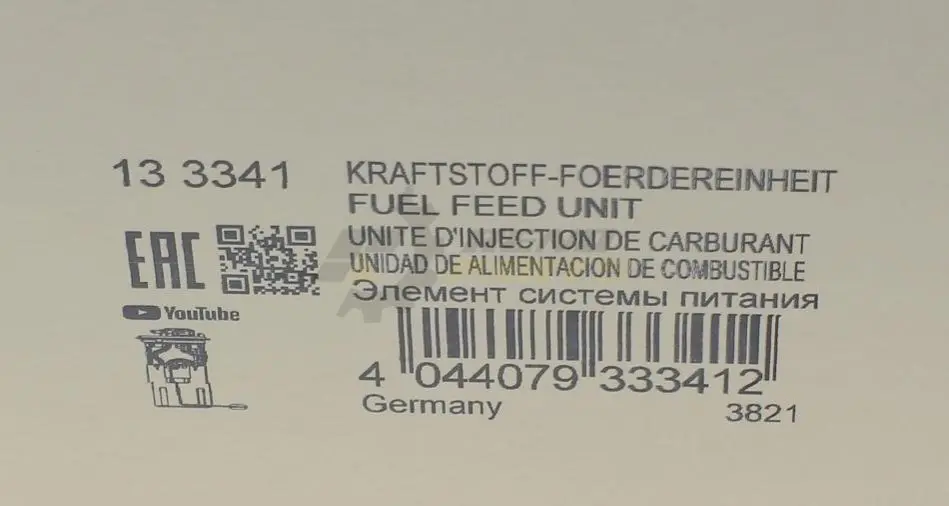 13 3341
KRAFTSTOFF-FOERDEREINHEIT
FUEL FEED UNIT
UNITE D'INJECTION DE CARBURANT
UNIDAD DE ALIMENTACION DE COMBUSTIBLE
Элемент системы питания
EAC
YouTube
4 044079 333412
Germany
3821